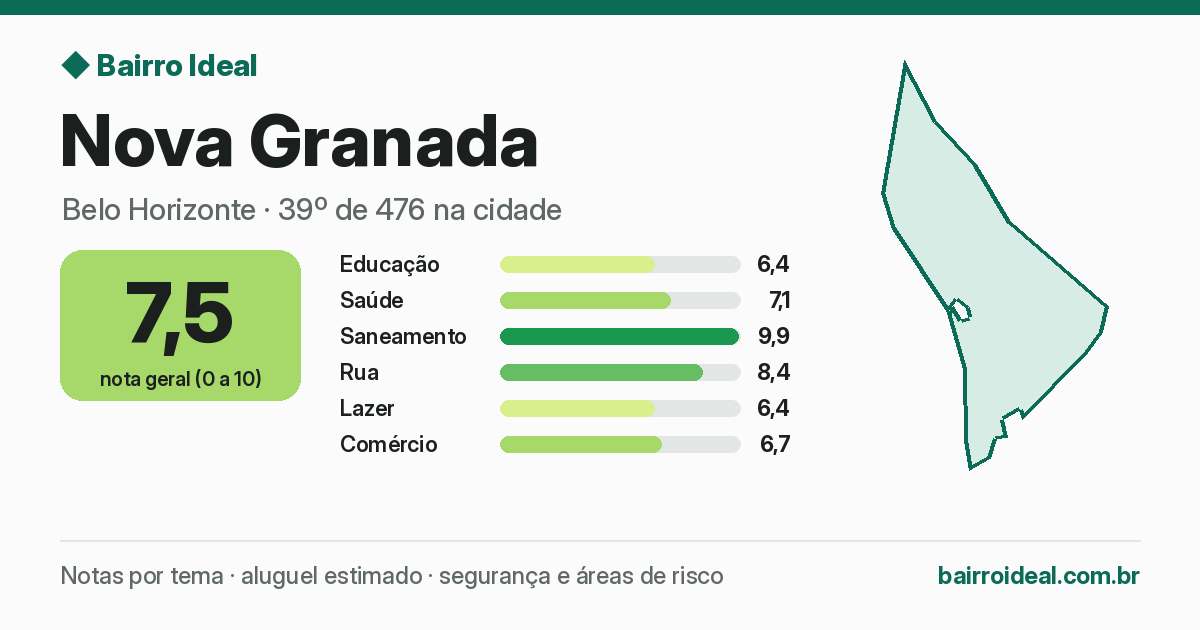 Bairro Ideal
Nova Granada
Belo Horizonte · 39º de 476 na cidade
7,5
nota geral (0 a 10)
Educação 6,4
Saúde 7,1
Saneamento 9,9
Rua 8,4
Lazer 6,4
Comércio 6,7
Notas por tema · aluguel estimado · segurança e áreas de risco
bairroideal.com.br